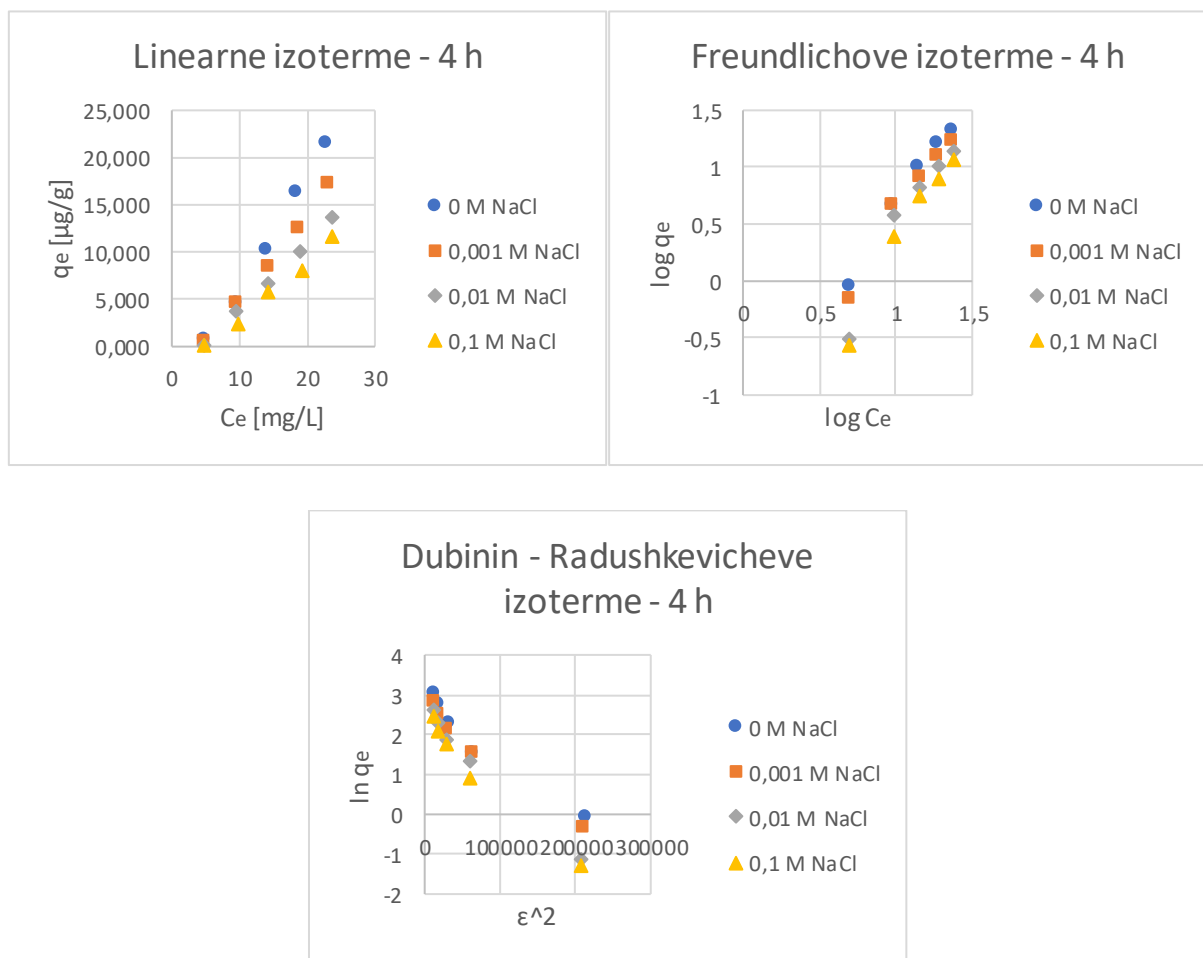 Linearne izoterme - 4 h
25,000
20,000
15,000
10,000
5,000
0,000
0 10 20 30
qe [µg/g]
Ce [mg/L]
0 M NaCl
0,001 M NaCl
0,01 M NaCl
0,1 M NaCl
Freundlichove izoterme - 4 h
1,5
1
0,5
0
-0,5
-1
0 0,5 1 1,5
log qe
log Ce
0 M NaCl
0,001 M NaCl
0,01 M NaCl
0,1 M NaCl
Dubinin - Radushkevicheve
izoterme - 4 h
4
3
2
1
0
-1
-2
0 100000 200000 300000
ln qe
ε^2
0 M NaCl
0,001 M NaCl
0,01 M NaCl
0,1 M NaCl